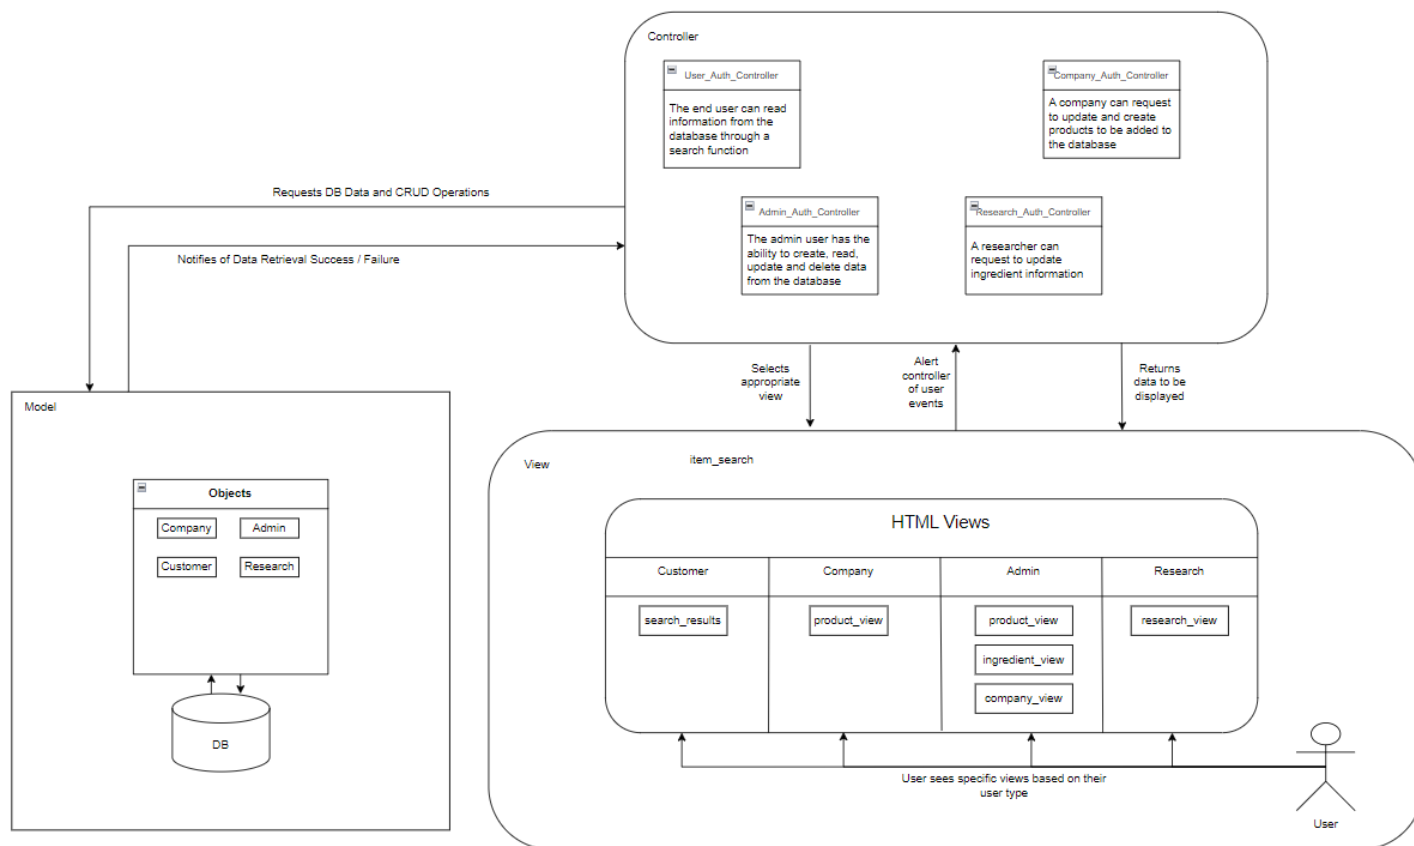 Controller
User_Auth_Controller
The end user can read
information from the
database through a
search function
Company_Auth_Controller
A company can request
to update and create
products to be added to
the database
Admin_Auth_Controller
The admin user has the
ability to create, read,
update and delete data
from the database
Research_Auth_Controller
A researcher can
request to update
ingredient information
Requests DB Data and CRUD Operations
Notifies of Data Retrieval Success / Failure
Selects
appropriate
view
Alert
controller
of user
events
Returns
data to be
displayed
Model
Objects
Company
Admin
Customer
Research
DB
View
item_search
HTML Views
Customer
Company
Admin
Research
search_results
product_view
product_view
research_view
ingredient_view
company_view
User sees specific views based on their
user type
User